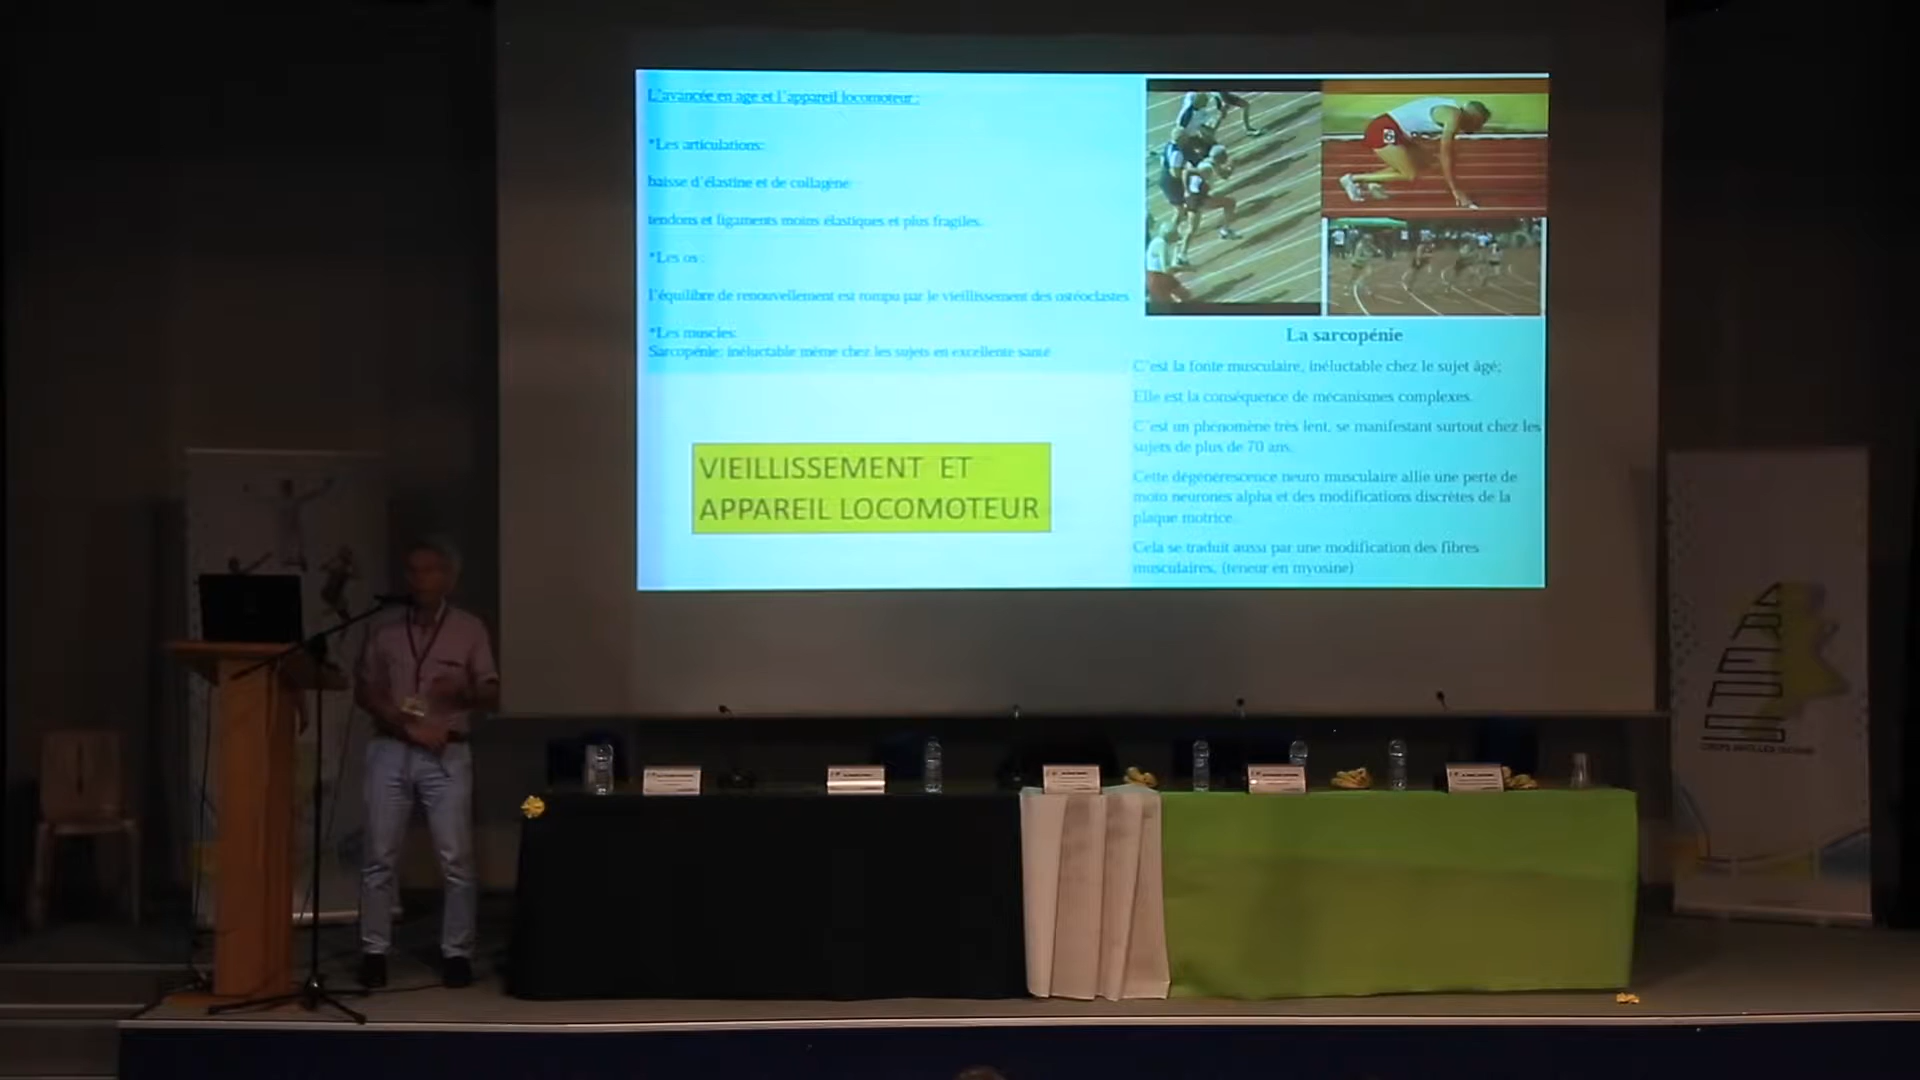 L'avancée en age et l'appareil locomoteur :
*Les articulations:
baisse d'élastine et de collagène
tendons et ligaments moins élastiques et plus fragiles.
*Les os :
l'équilibre de renouvellement est rompu par le vieillissement des ostéoclastes
*Les muscles:
Sarcopénie: inéluctable même chez les sujets en excellente santé
VIEILLISSEMENT ET
APPAREIL LOCOMOTEUR
La sarcopénie
C'est la fonte musculaire, inéluctable chez le sujet âgé;
Elle est la conséquence de mécanismes complexes.
C'est un phénomène très lent, se manifestant surtout chez les
sujets de plus de 70 ans.
Cette dégénérescence neuro musculaire allie une perte de
moto neurones alpha et des modifications discrètes de la
plaque motrice.
Cela se traduit aussi par une modification des fibres
musculaires, (teneur en myosine)